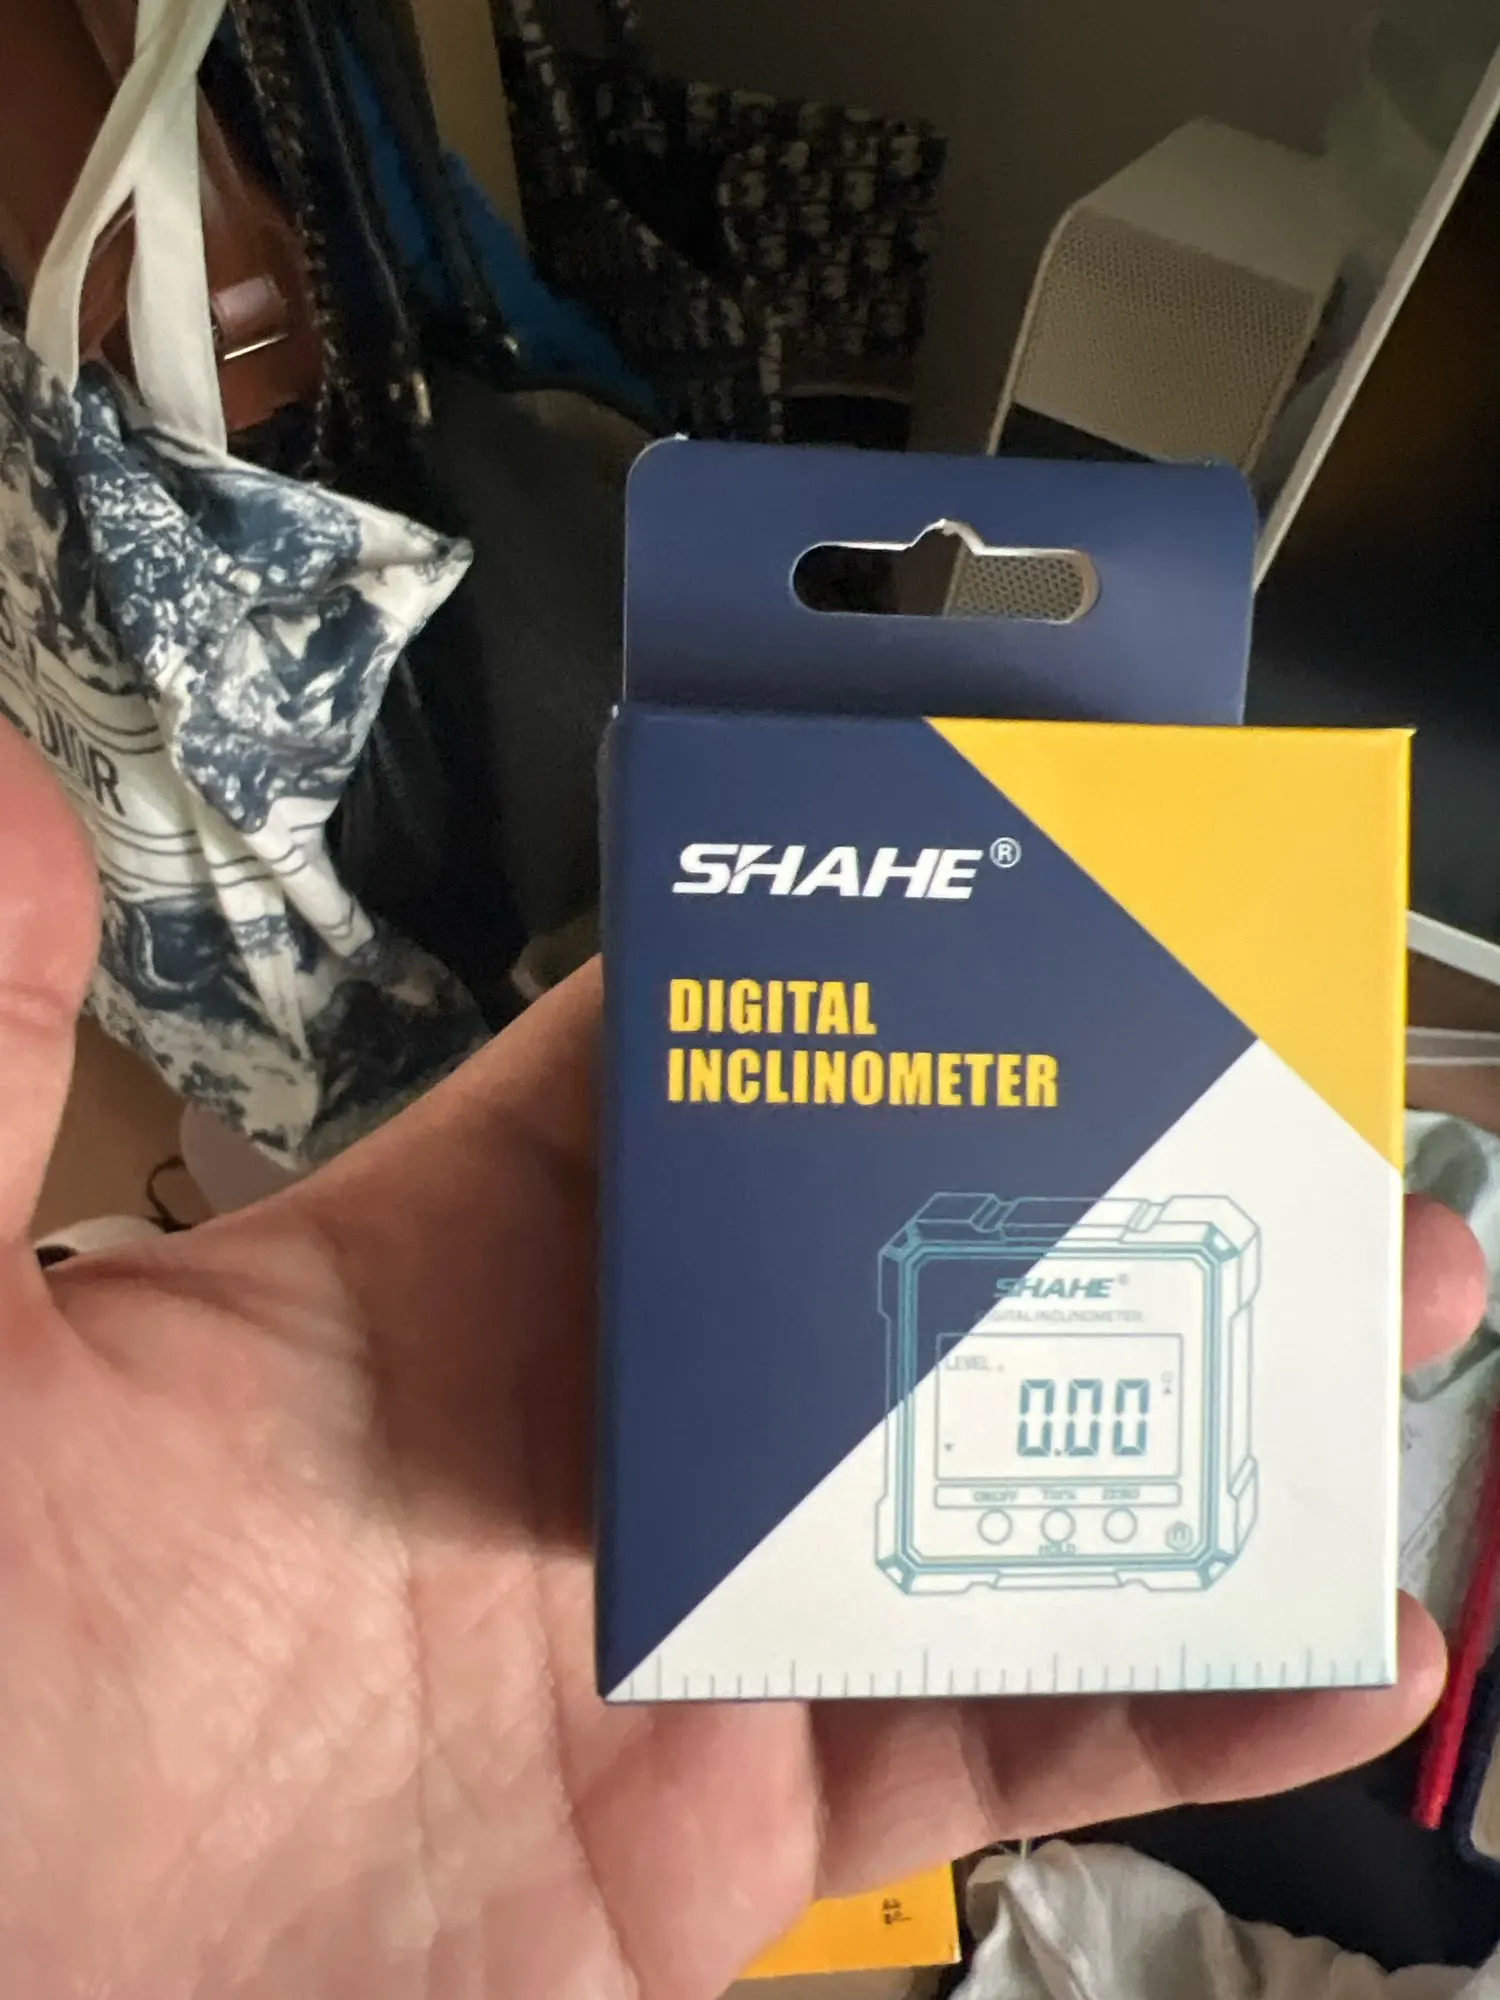 SHAHE®
DIGITAL
INCLINOMETER
SHAHE®
DIGITAL INCLINOMETER
LEVEL
0.00
ON/OFF
ZERO
HOLD